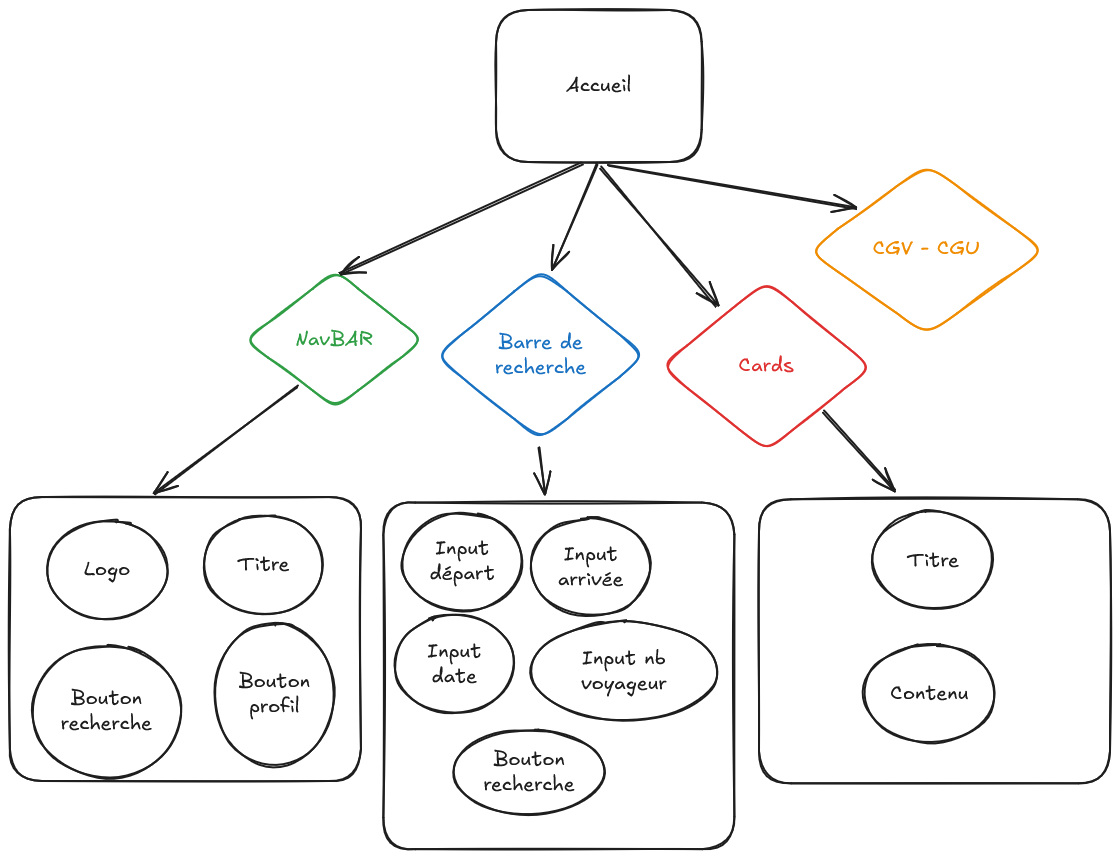 Accueil
CGV - CGU
NavBAR
Barre de
recherche
Cards
Logo
Titre
Bouton
recherche
Bouton
profil
Input
départ
Input
arrivée
Input
date
Input nb
voyageur
Bouton
recherche
Titre
Contenu